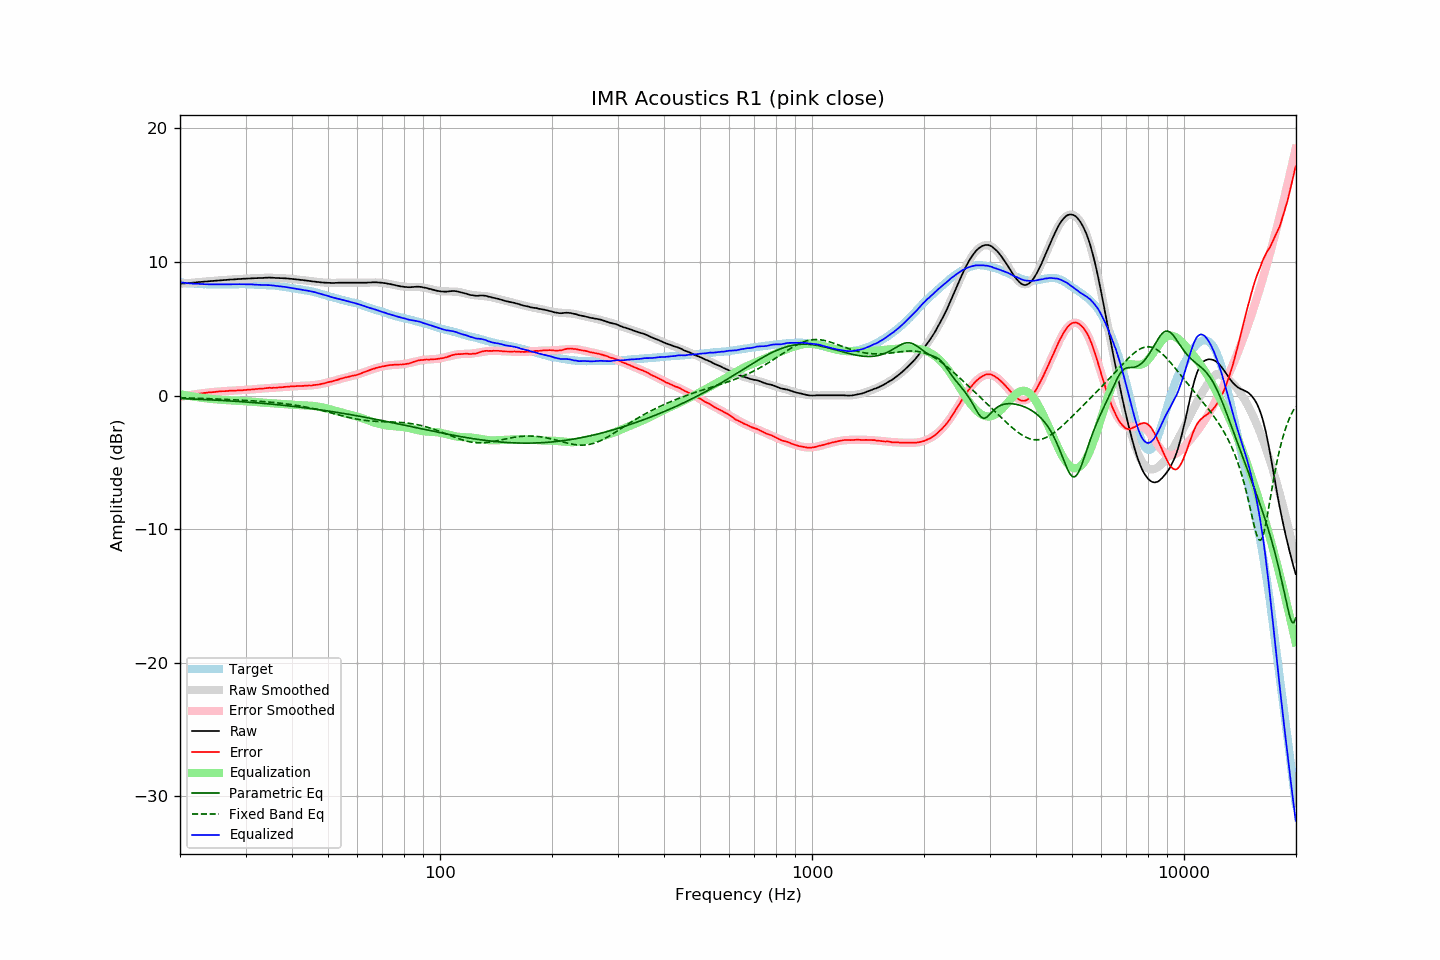 IMR Acoustics R1 (pink close)
20
10
0
−10
−20
−30
Amplitude (dBr)
Target
Raw Smoothed
Error Smoothed
Raw
Error
Equalization
Parametric Eq
Fixed Band Eq
Equalized
100
1000
10000
Frequency (Hz)